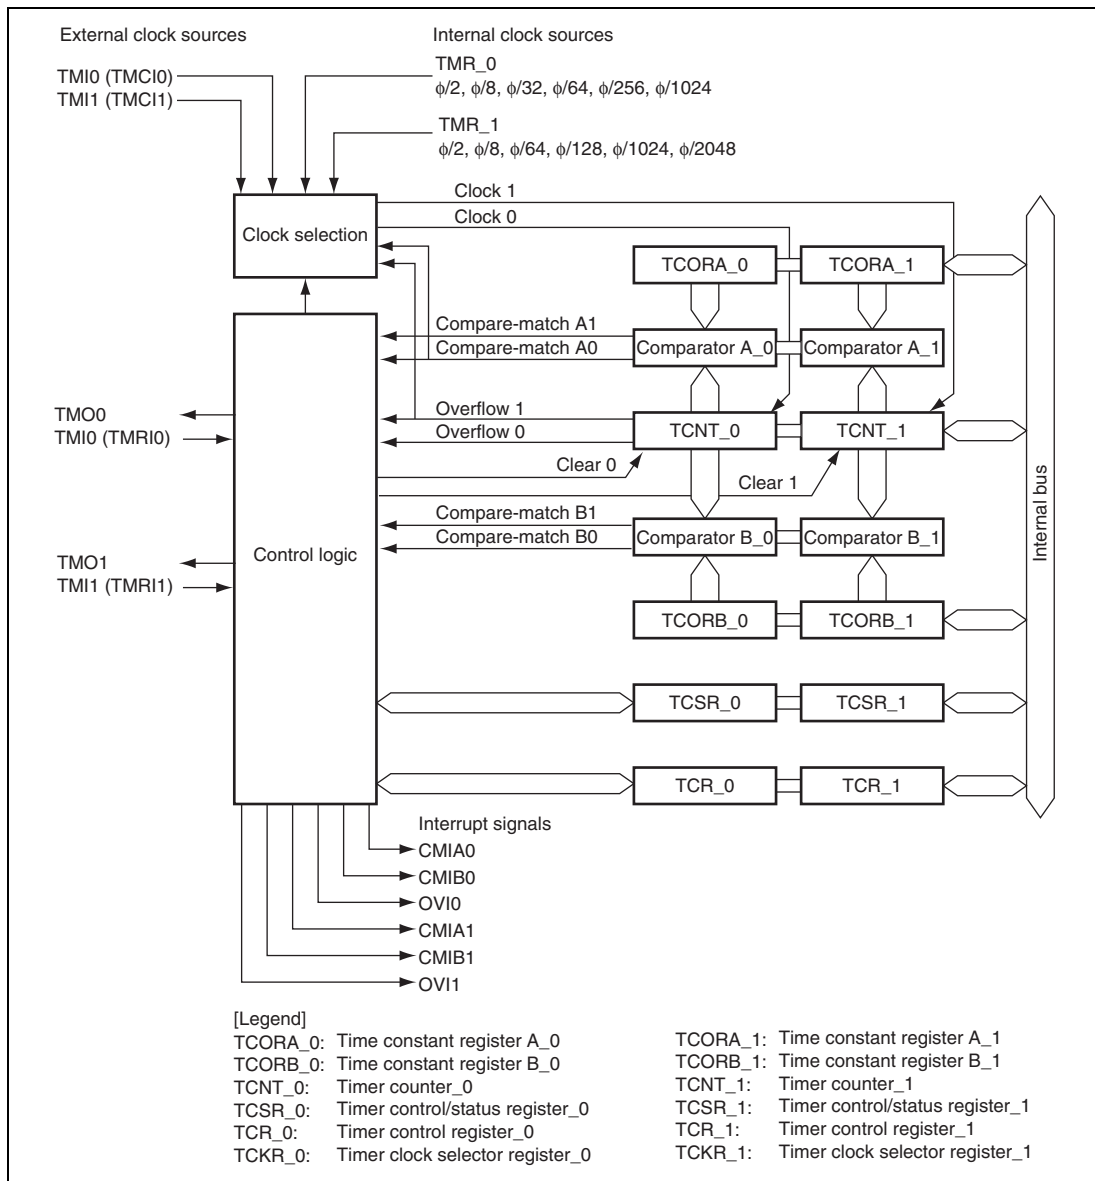 External clock sources
Internal clock sources
TMI0 (TMCI0)
TMI1 (TMCI1)
TMR_0
ϕ/2, ϕ/8, ϕ/32, ϕ/64, ϕ/256, ϕ/1024
TMR_1
ϕ/2, ϕ/8, ϕ/64, ϕ/128, ϕ/1024, ϕ/2048
Clock 1
Clock 0
Clock selection
TCORA_0
TCORA_1
Compare-match A1
Compare-match A0
Comparator A_0
Comparator A_1
TMO0
TMI0 (TMRI0)
Overflow 1
Overflow 0
TCNT_0
TCNT_1
Clear 0
Clear 1
Internal bus
Compare-match B1
Compare-match B0
Comparator B_0
Comparator B_1
Control logic
TMO1
TMI1 (TMRI1)
TCORB_0
TCORB_1
TCSR_0
TCSR_1
TCR_0
TCR_1
Interrupt signals
CMIA0
CMIB0
OVI0
CMIA1
CMIB1
OVI1
[Legend]
TCORA_0: Time constant register A_0
TCORB_0: Time constant register B_0
TCNT_0: Timer counter_0
TCSR_0: Timer control/status register_0
TCR_0: Timer control register_0
TCKR_0: Timer clock selector register_0
TCORA_1: Time constant register A_1
TCORB_1: Time constant register B_1
TCNT_1: Timer counter_1
TCSR_1: Timer control/status register_1
TCR_1: Timer control register_1
TCKR_1: Timer clock selector register_1